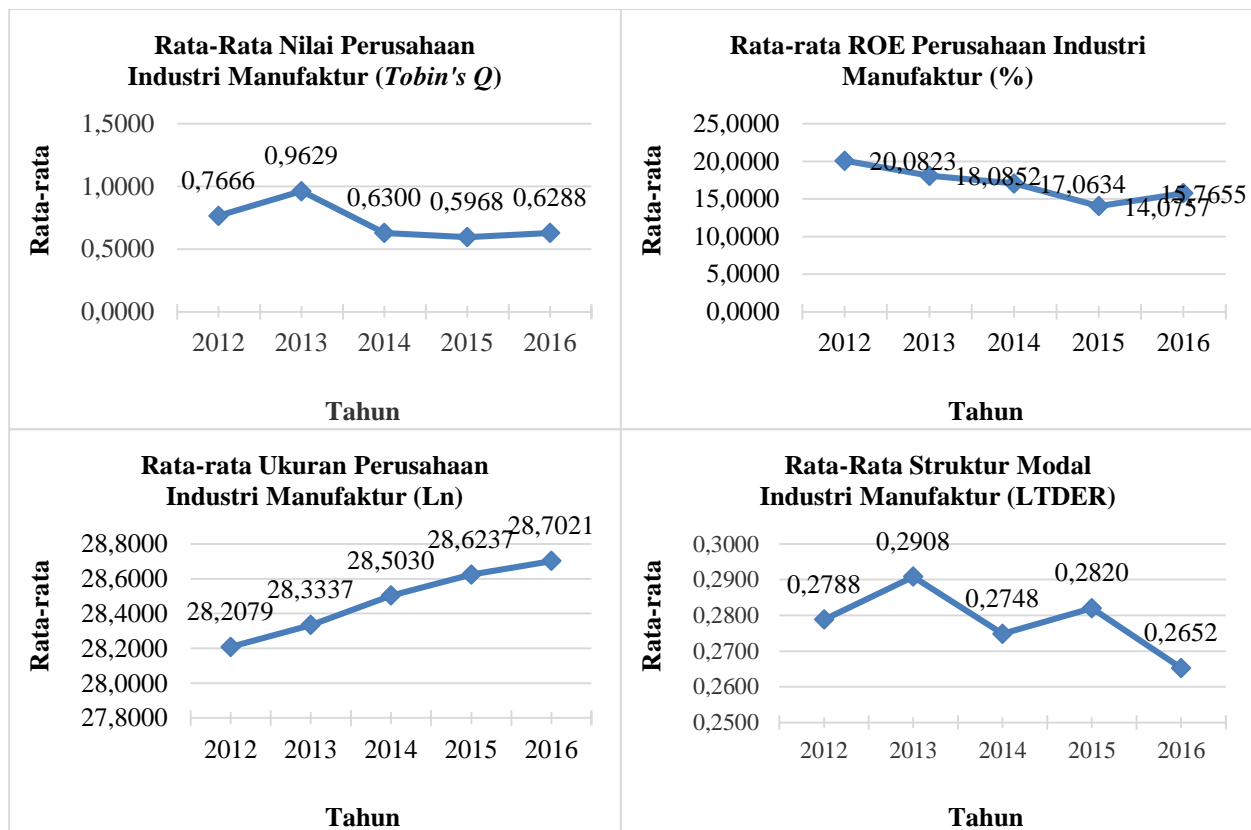 Rata-Rata Nilai Perusahaan
Industri Manufaktur (Tobin's Q)
Rata-rata
1,5000
1,0000
0,5000
0,0000
0,7666
0,9629
0,6300
0,5968
0,6288
2012 2013 2014 2015 2016
Tahun
Rata-rata ROE Perusahaan Industri
Manufaktur (%)
Rata-rata
25,0000
20,0000
15,0000
10,0000
5,0000
0,0000
20,0823
18,0852
17,0634
14,0757
15,7655
2012 2013 2014 2015 2016
Tahun
Rata-rata Ukuran Perusahaan
Industri Manufaktur (Ln)
Rata-rata
28,8000
28,6000
28,4000
28,2000
28,0000
27,8000
28,2079
28,3337
28,5030
28,6237
28,7021
2012 2013 2014 2015 2016
Tahun
Rata-Rata Struktur Modal
Industri Manufaktur (LTDER)
Rata-rata
0,3000
0,2900
0,2800
0,2700
0,2600
0,2500
0,2788
0,2908
0,2748
0,2820
0,2652
2012 2013 2014 2015 2016
Tahun